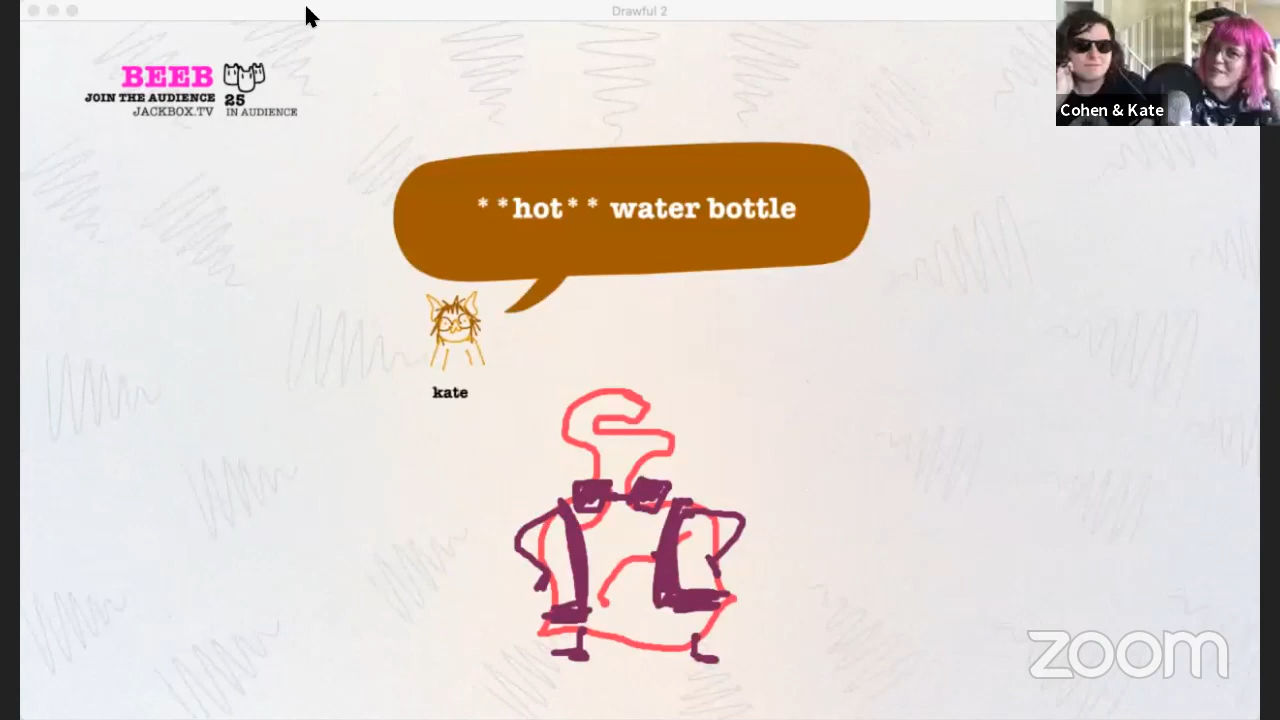 Drawful 2
BEEB
JOIN THE AUDIENCE
JACKBOX.TV
25
IN AUDIENCE
Cohen & Kate
**hot** water bottle
kate
zoom